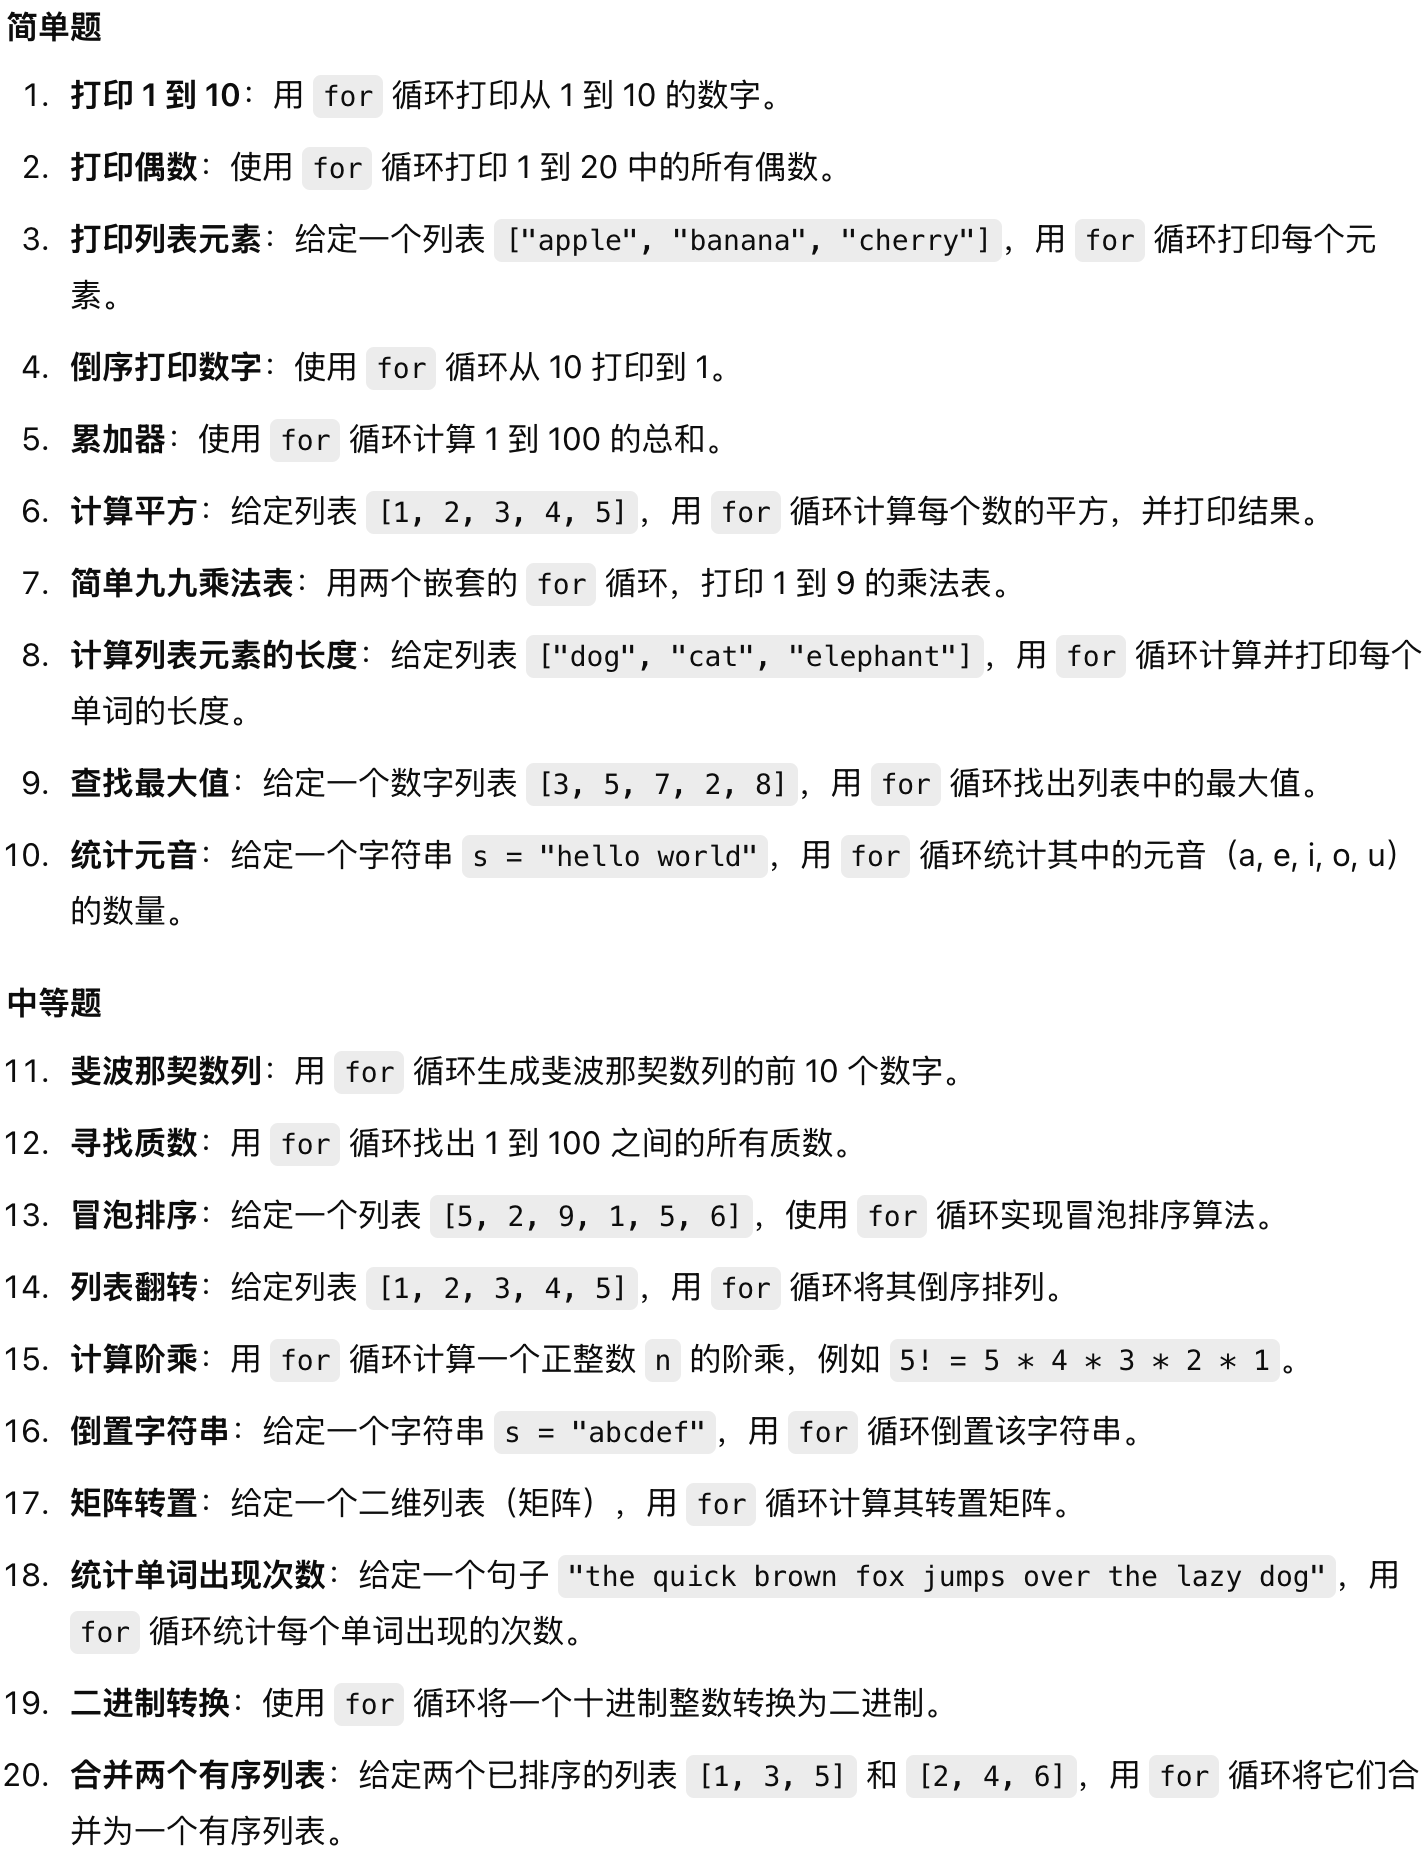 简单题
1. 打印 1 到 10：用 for 循环打印从 1 到 10 的数字。
2. 打印偶数：使用 for 循环打印 1 到 20 中的所有偶数。
3. 打印列表元素：给定一个列表 ["apple", "banana", "cherry"]，用 for 循环打印每个元
素。
4. 倒序打印数字：使用 for 循环从 10 打印到 1。
5. 累加器：使用 for 循环计算 1 到 100 的总和。
6. 计算平方：给定列表 [1, 2, 3, 4, 5]，用 for 循环计算每个数的平方，并打印结果。
7. 简单九九乘法表：用两个嵌套的 for 循环，打印 1 到 9 的乘法表。
8. 计算列表元素的长度：给定列表 ["dog", "cat", "elephant"]，用 for 循环计算并打印每个
单词的长度。
9. 查找最大值：给定一个数字列表 [3, 5, 7, 2, 8]，用 for 循环找出列表中的最大值。
10. 统计元音：给定一个字符串 s = "hello world"，用 for 循环统计其中的元音（a, e, i, o, u）
的数量。
中等题
11. 斐波那契数列：用 for 循环生成斐波那契数列的前 10 个数字。
12. 寻找质数：用 for 循环找出 1 到 100 之间的所有质数。
13. 冒泡排序：给定一个列表 [5, 2, 9, 1, 5, 6]，使用 for 循环实现冒泡排序算法。
14. 列表翻转：给定列表 [1, 2, 3, 4, 5]，用 for 循环将其倒序排列。
15. 计算阶乘：用 for 循环计算一个正整数 n 的阶乘，例如 5! = 5 * 4 * 3 * 2 * 1。
16. 倒置字符串：给定一个字符串 s = "abcdef"，用 for 循环倒置该字符串。
17. 矩阵转置：给定一个二维列表（矩阵），用 for 循环计算其转置矩阵。
18. 统计单词出现次数：给定一个句子 "the quick brown fox jumps over the lazy dog"，用
for 循环统计每个单词出现的次数。
19. 二进制转换：使用 for 循环将一个十进制整数转换为二进制。
20. 合并两个有序列表：给定两个已排序的列表 [1, 3, 5] 和 [2, 4, 6]，用 for 循环将它们合
并为一个有序列表。